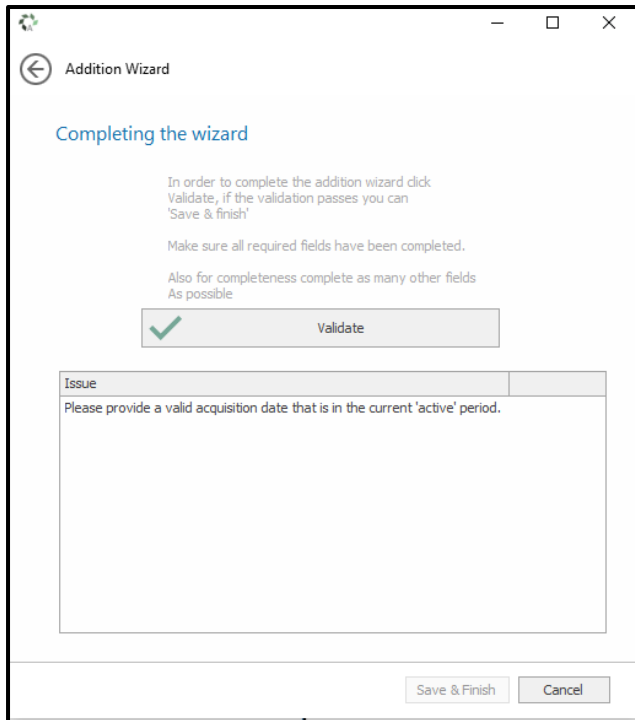 Addition Wizard
Completing the wizard
In order to complete the addition wizard click
Validate, if the validation passes you can
'Save & finish'
Make sure all required fields have been completed.
Also for completeness complete as many other fields
As possible
Validate
Issue
Please provide a valid acquisition date that is in the current 'active' period.
Save & Finish
Cancel